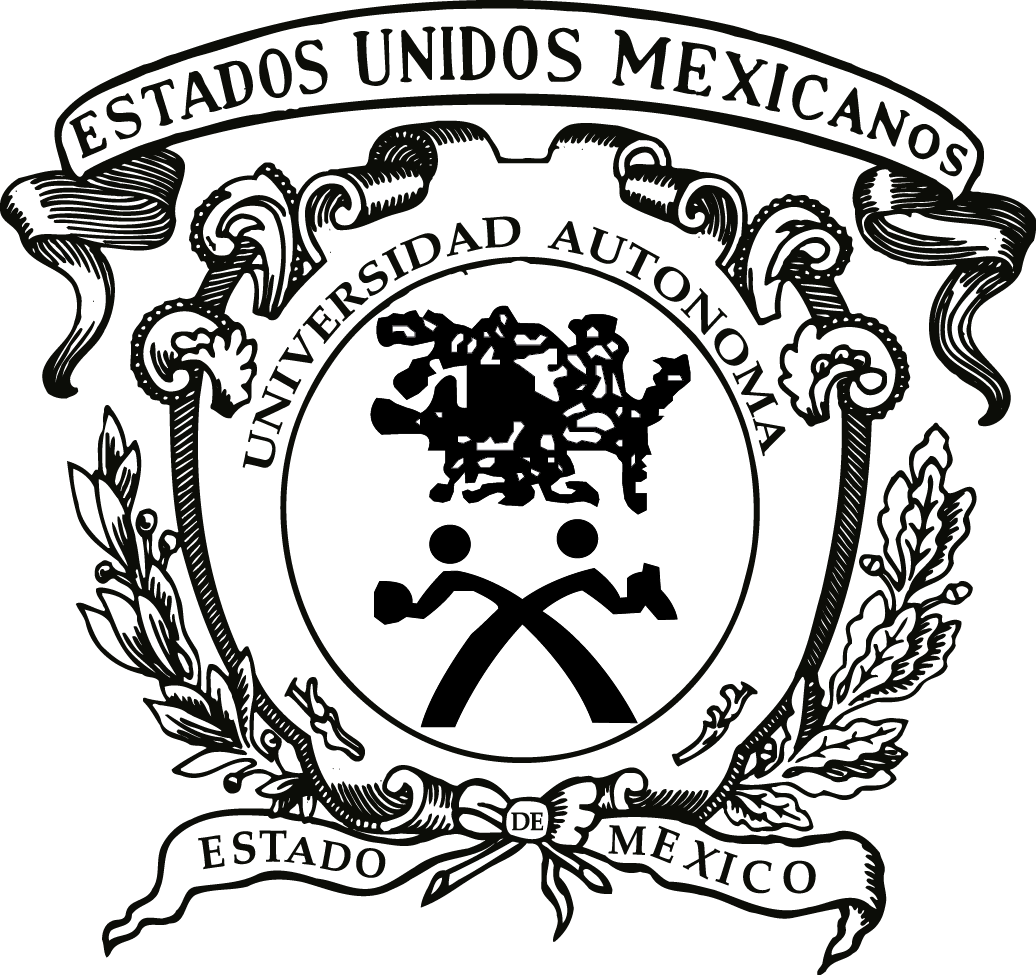 ESTADOS UNIDOS MEXICANOS
UNIVERSIDAD AUTONOMA
ESTADO DE MEXICO